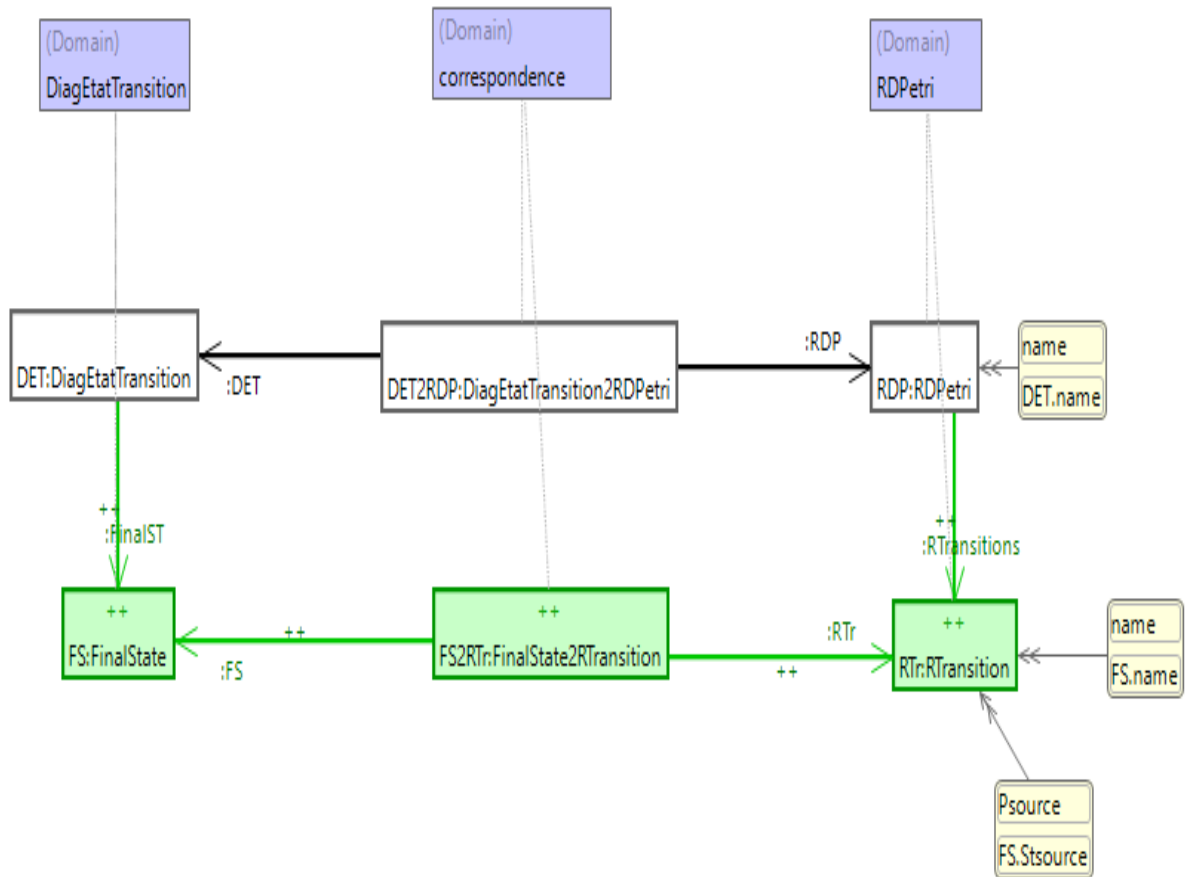 (Domain)
DiagEtatTransition
(Domain)
correspondence
(Domain)
RDPetri
:RDP
name
DET:DiagEtatTransition
:DET
DET2RDP:DiagEtatTransition2RDPetri
RDP:RDPetri
DET.name
++
:FinalST
++
:RTransitions
++
FS:FinalState
++
:FS
++
FS2RTr:FinalState2RTransition
:RTr
++
++
RTr:RTransition
name
FS.name
Psource
FS.Stsource